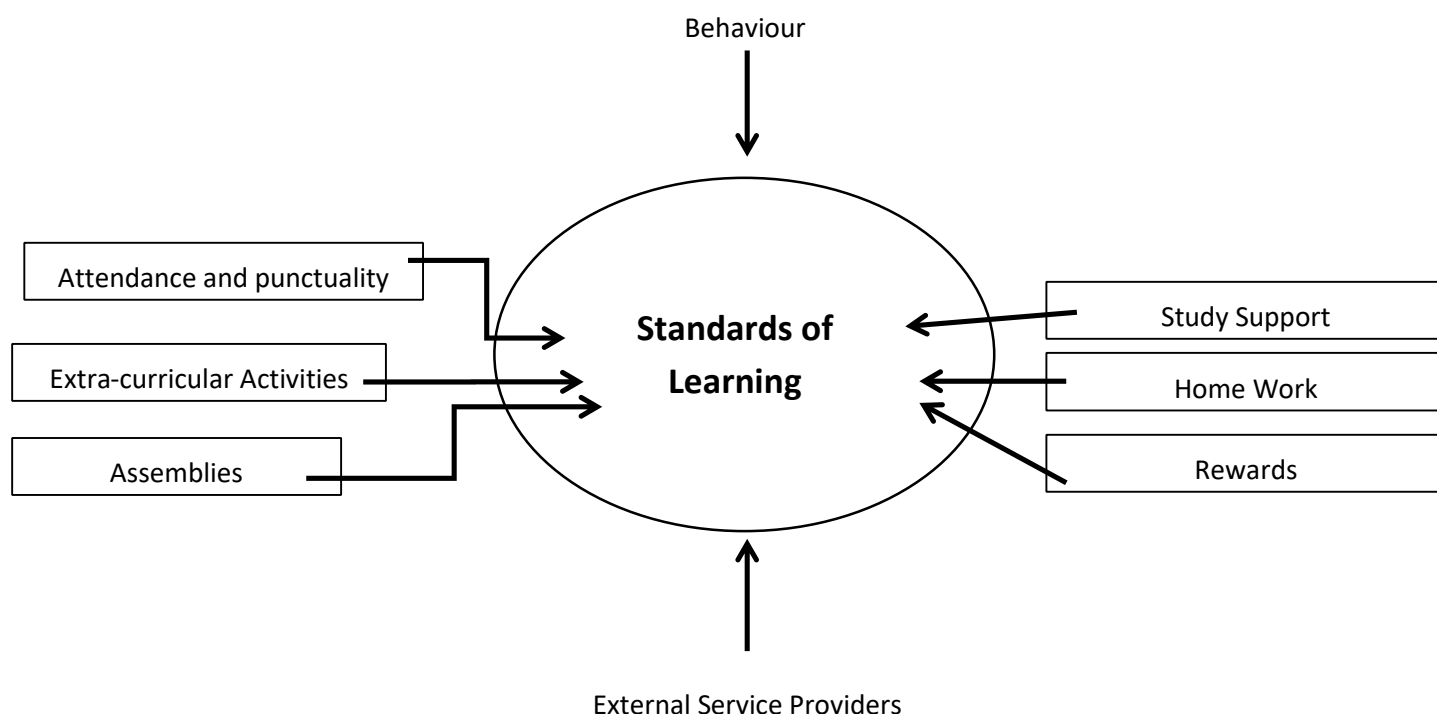 Behaviour
Attendance and punctuality
Extra-curricular Activities
Assemblies
Standards of
Learning
Study Support
Home Work
Rewards
External Service Providers